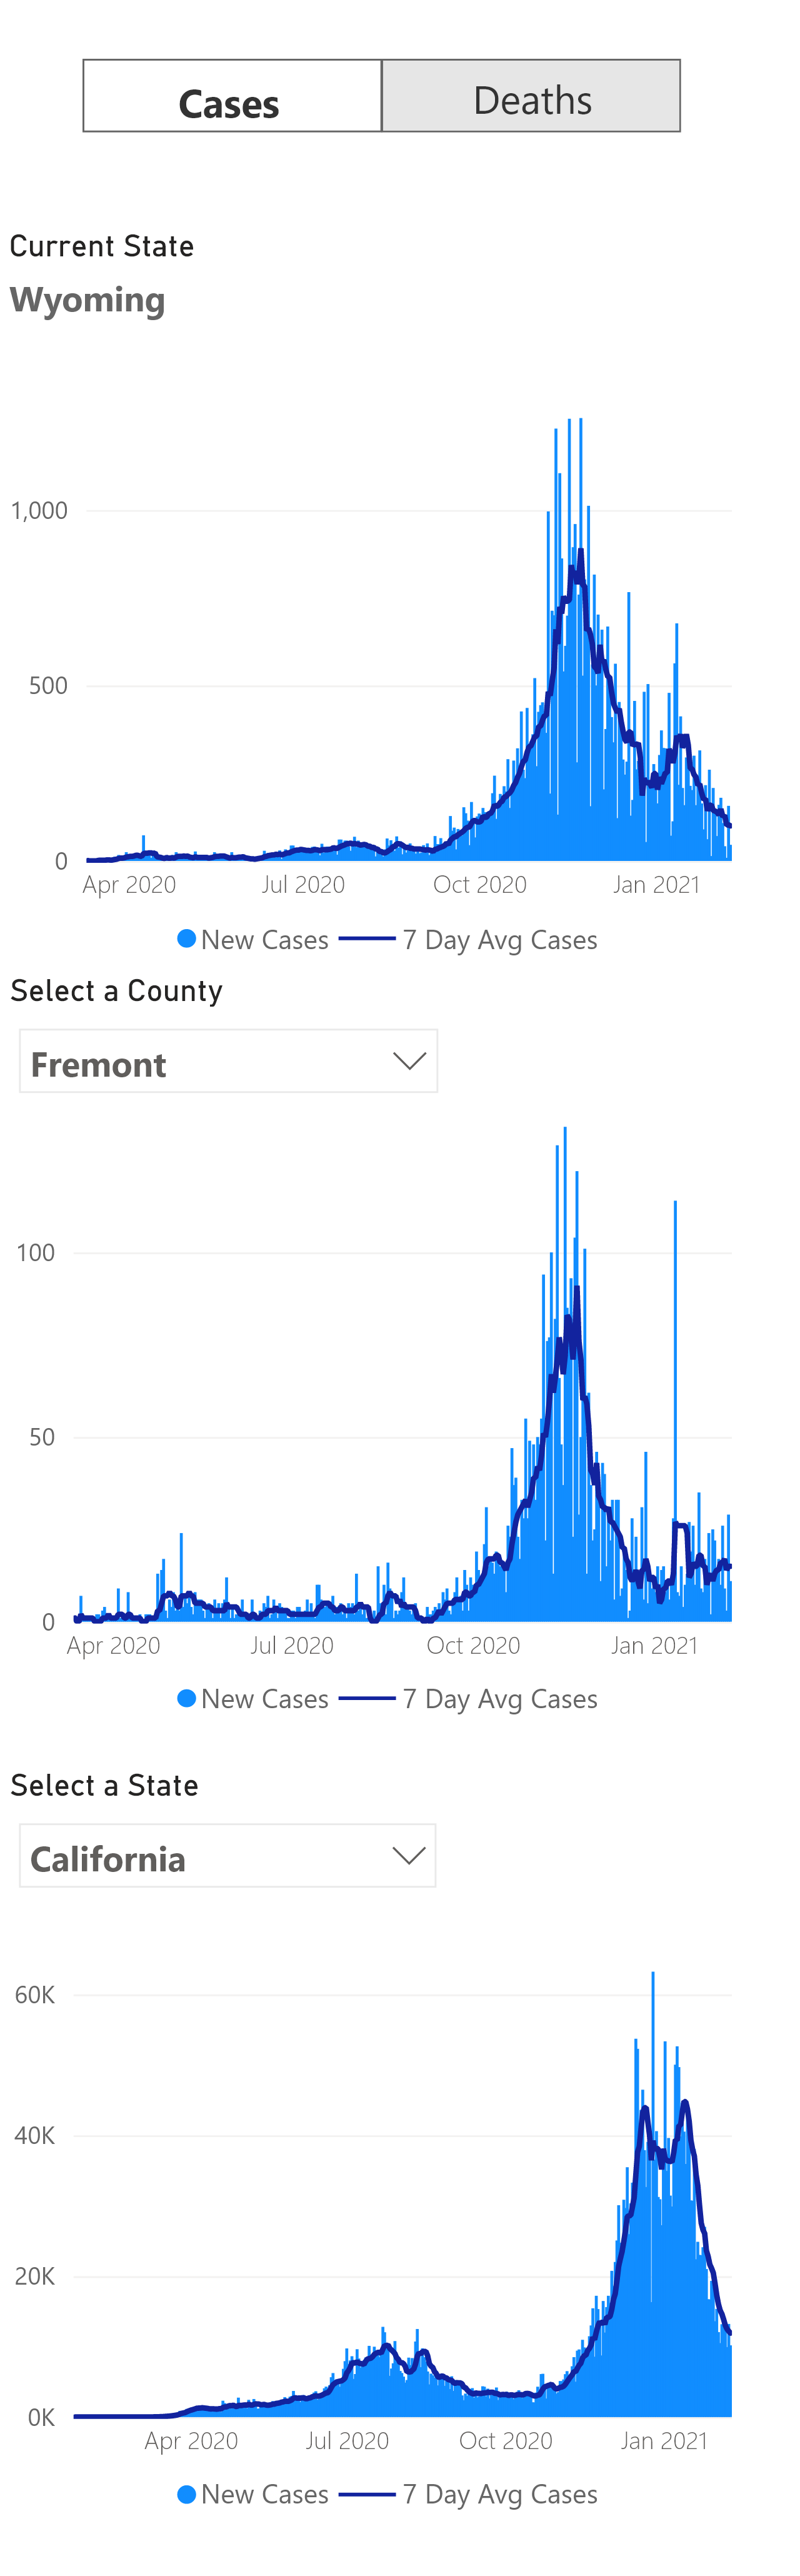 Cases Deaths
Current State
Wyoming
1,000
500
0
Apr 2020 Jul 2020 Oct 2020 Jan 2021
New Cases 7 Day Avg Cases
Select a County
Fremont
100
50
0
Apr 2020 Jul 2020 Oct 2020 Jan 2021
New Cases 7 Day Avg Cases
Select a State
California
60K
40K
20K
0K
Apr 2020 Jul 2020 Oct 2020 Jan 2021
New Cases 7 Day Avg Cases